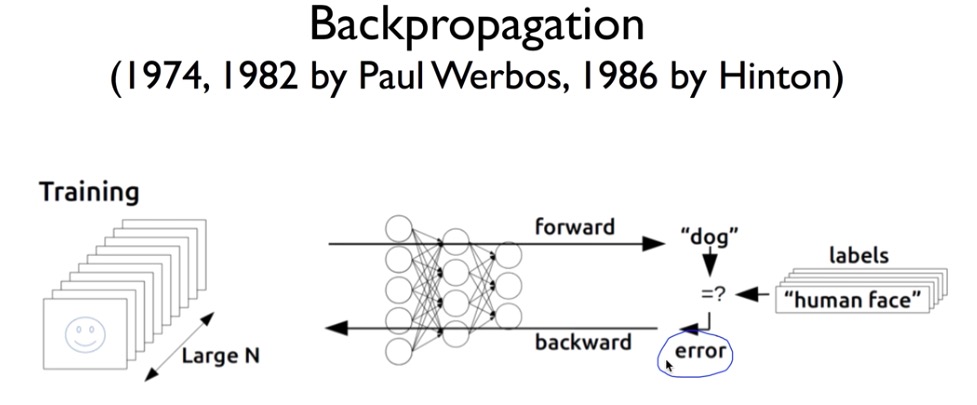 Backpropagation
(1974, 1982 by Paul Werbos, 1986 by Hinton)
Training
Large N
forward
backward
"dog"
=?
error
labels
"human face"